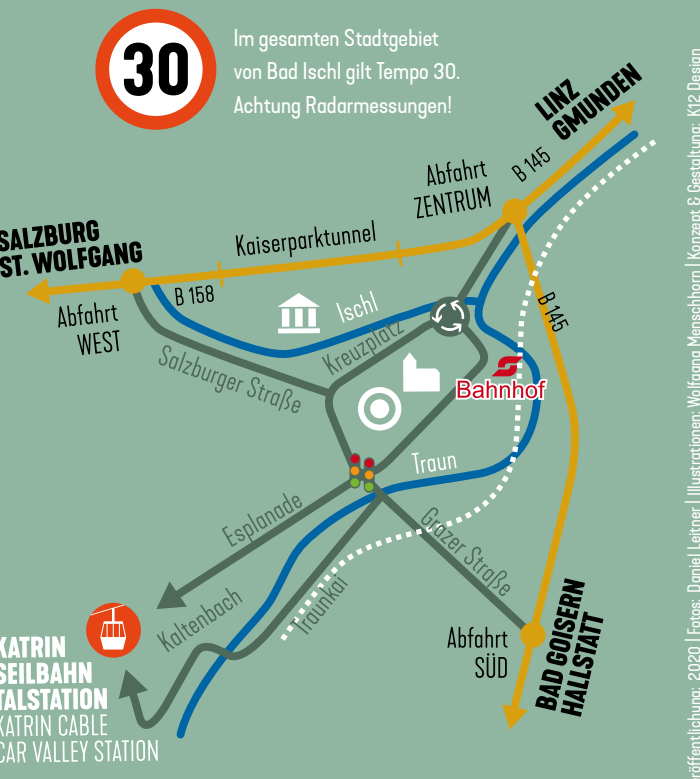 30
Im gesamten Stadtgebiet
von Bad Ischl gilt Tempo 30.
Achtung Radarmessungen!
LINZ
GMUNDEN
B 145
Abfahrt
ZENTRUM
SALZBURG
ST. WOLFGANG
Kaiserparktunnel
B 158
Abfahrt
WEST
Ischl
B 145
Kreuzplatz
Salzburger Straße
Bahnhof
Traun
Esplanade
Grazer Straße
Kaltenbach
Traunkai
Abfahrt
SÜD
BAD GOISERN
HALLSTATT
KATRIN
SEILBAHN
TALSTATION
KATRIN CABLE
CAR VALLEY STATION
öffentlichung: 2020 | Fotos: Daniel Leitner | Illustrationen: Wolfgang Menschhorn | Konzept & Gestaltung: K12 Design